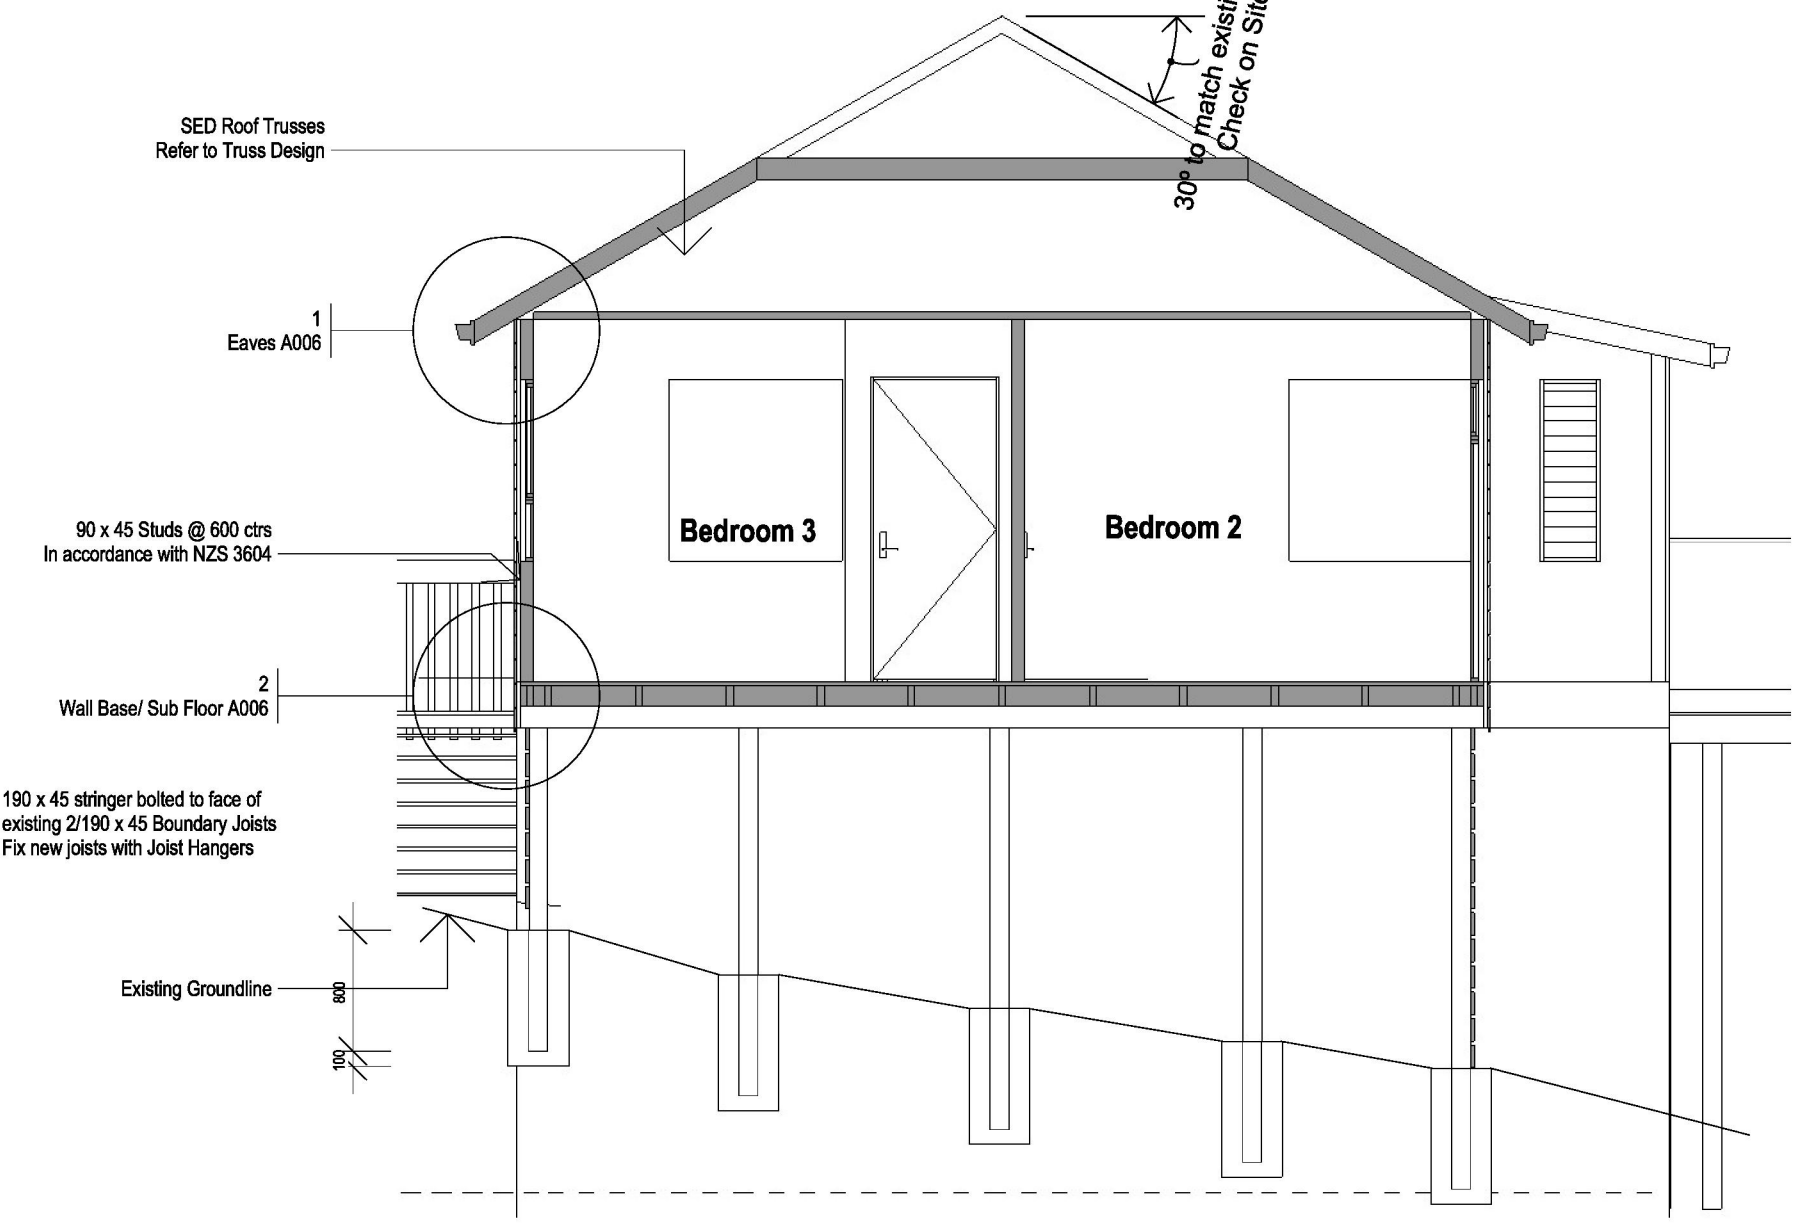 30° to match existi
Check on Site
SED Roof Trusses
Refer to Truss Design
1
Eaves A006
90 x 45 Studs @ 600 ctrs
In accordance with NZS 3604
Bedroom 3
Bedroom 2
2
Wall Base/ Sub Floor A006
190 x 45 stringer bolted to face of
existing 2/190 x 45 Boundary Joists
Fix new joists with Joist Hangers
Existing Groundline
800
100